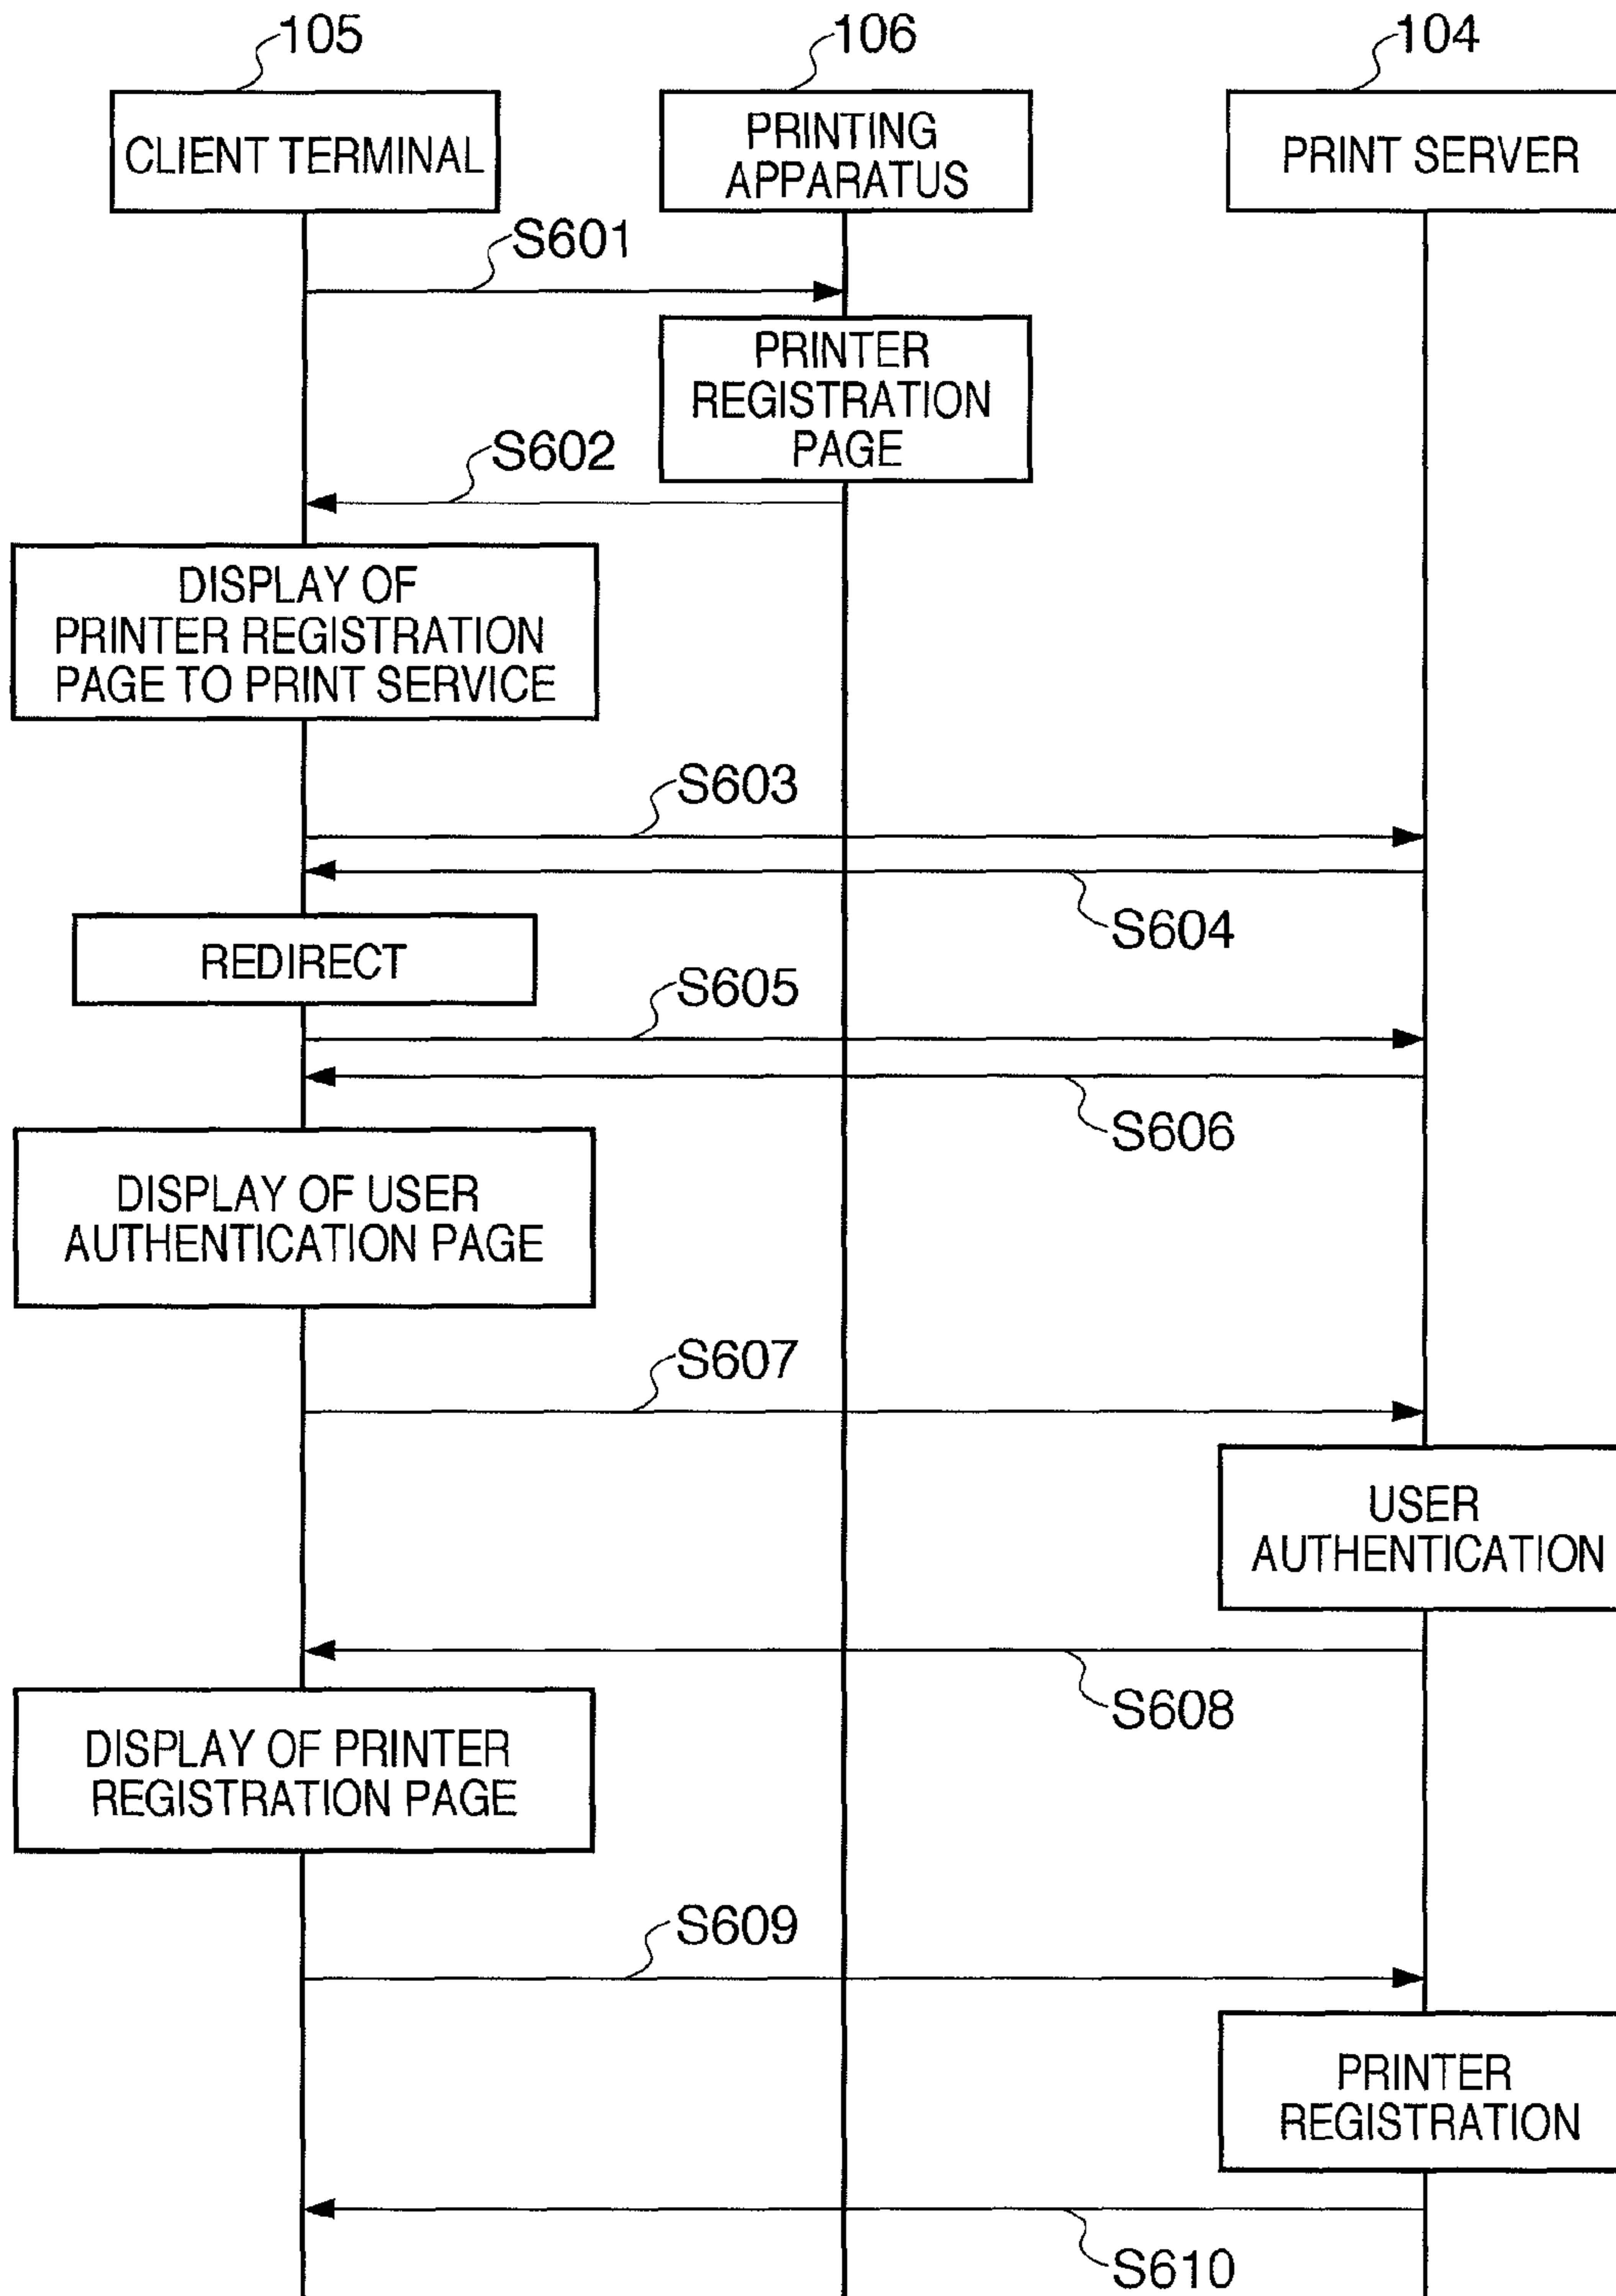 105
106
104
CLIENT TERMINAL
PRINTING
APPARATUS
PRINT SERVER
S601
PRINTER
REGISTRATION
PAGE
S602
DISPLAY OF
PRINTER REGISTRATION
PAGE TO PRINT SERVICE
S603
S604
REDIRECT
S605
S606
DISPLAY OF USER
AUTHENTICATION PAGE
S607
USER
AUTHENTICATION
S608
DISPLAY OF PRINTER
REGISTRATION PAGE
S609
PRINTER
REGISTRATION
S610